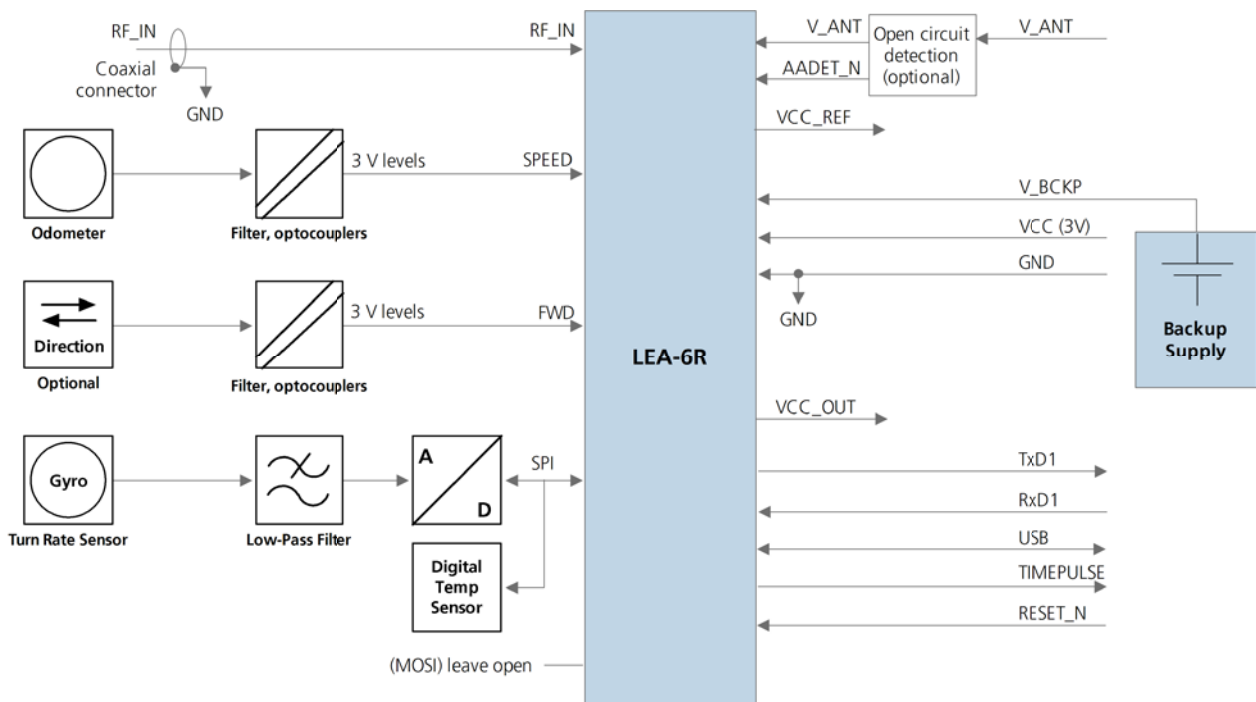 RF_IN
RF_IN
Coaxial
connector
GND
3 V levels
SPEED
Odometer
Filter, optocouplers
Direction
3 V levels
FWD
Optional
Filter, optocouplers
Gyro
A
D
SPI
Turn Rate Sensor
Low-Pass Filter
Digital
Temp
Sensor
(MOSI) leave open
LEA-6R
V_ANT
Open circuit
detection
(optional)
V_ANT
AADET_N
VCC_REF
V_BCKP
VCC (3V)
GND
GND
Backup
Supply
VCC_OUT
TxD1
RxD1
USB
TIMEPULSE
RESET_N